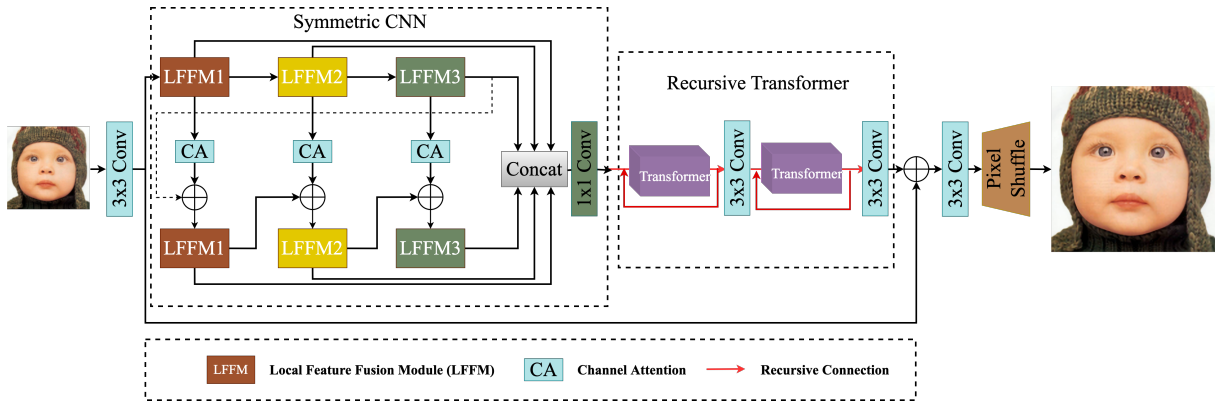 Symmetric CNN
LFFM1
LFFM2
LFFM3
3x3 Conv
CA
CA
CA
Concat
1x1 Conv
LFFM1
LFFM2
LFFM3
Recursive Transformer
Transformer
3x3 Conv
Transformer
3x3 Conv
3x3 Conv
Pixel
Shuffle
LFFM
Local Feature Fusion Module (LFFM)
CA
Channel Attention
Recursive Connection